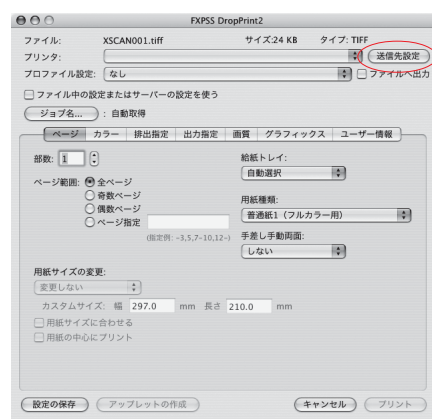 FXPSS DropPrint2
ファイル: XSCAN001.tiff サイズ:24 KB タイプ: TIFF
プリンタ: 送信先設定
プロファイル設定: なし ファイルへ出力
ファイル中の設定またはサーバーの設定を使う
ジョブ名... : 自動取得
ページ カラー 排出指定 出力指定 画質 グラフィックス ユーザー情報
部数: 1 給紙トレイ:
自動選択
ページ範囲: 全ページ
奇数ページ 用紙種類:
偶数ページ 普通紙1（フルカラー用）
ページ指定
(指定例: -3,5,7-10,12-) 手差し手動両面:
しない
用紙サイズの変更:
変更しない
カスタムサイズ: 幅 297.0 mm 長さ 210.0 mm
用紙サイズに合わせる
用紙の中心にプリント
設定の保存 アップレットの作成 キャンセル プリント